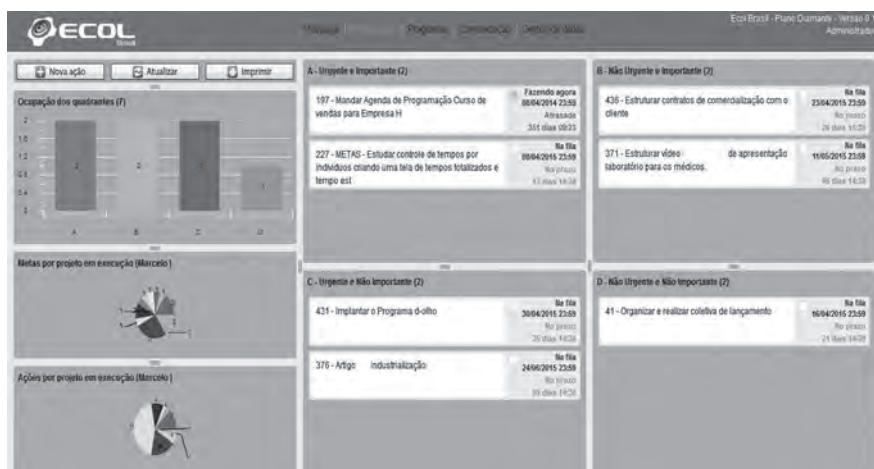 ECOL
Brasil
Ecol Brasil - Plano Diamante - Versão 0.
Administrador
Programas
Comunicação
Nova ação
Atualizar
Imprimir
Ocupação dos quadrantes (7)
2
2
A
B
C
D
Metas por projeto em execução (Marcelo )
Ações por projeto em execução (Marcelo )
A - Urgente e Importante (2)
197 - Mandar Agenda de Programação Curso de
vendas para Empresa H
Fazendo agora
08/04/2014 23:59
Atrasada
227 - METAS - Estudar controle de tempos por
indivíduos criando uma tela de tempos totalizados e
tempo est
Na fila
08/04/2015 23:59
No prazo
B - Não Urgente e Importante (2)
436 - Estruturar contratos de comercialização com o
cliente
Na fila
23/04/2015 23:59
No prazo
371 - Estruturar vídeo de apresentação
laboratório para os médicos.
Na fila
11/05/2015 23:59
No prazo
C - Urgente e Não Importante (2)
431 - Implantar o Programa d-olho
Na fila
30/04/2015 23:59
No prazo
376 - Artigo Industrialização
Na fila
24/06/2015 23:59
No prazo
D - Não Urgente e Não Importante (2)
41 - Organizar e realizar coletiva de lançamento
Na fila
16/04/2015 23:59
No prazo